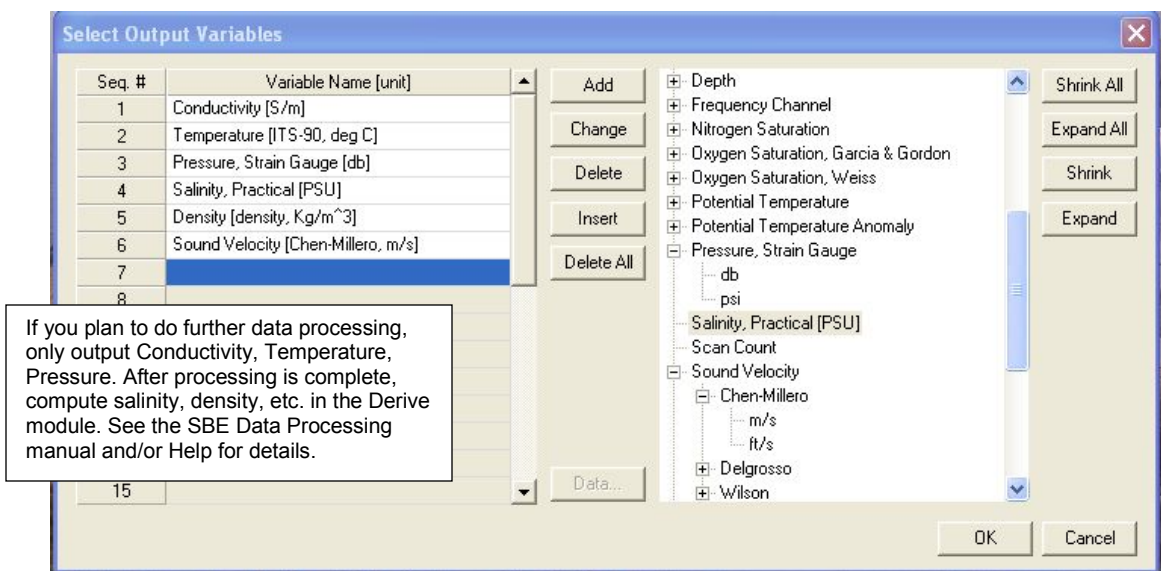 Select Output Variables
Seq. # Variable Name [unit]
1 Conductivity [S/m]
2 Temperature [ITS-90, deg C]
3 Pressure, Strain Gauge [db]
4 Salinity, Practical [PSU]
5 Density [density, Kg/m^3]
6 Sound Velocity [Chen-Millero, m/s]
7
8
15
If you plan to do further data processing,
only output Conductivity, Temperature,
Pressure. After processing is complete,
compute salinity, density, etc. in the Derive
module. See the SBE Data Processing
manual and/or Help for details.
Add
Change
Delete
Insert
Delete All
Data...
Depth
Frequency Channel
Nitrogen Saturation
Oxygen Saturation, Garcia & Gordon
Oxygen Saturation, Weiss
Potential Temperature
Potential Temperature Anomaly
Pressure, Strain Gauge
db
psi
Salinity, Practical [PSU]
Scan Count
Sound Velocity
Chen-Millero
m/s
ft/s
Delgrosso
Wilson
Shrink All
Expand All
Shrink
Expand
OK
Cancel